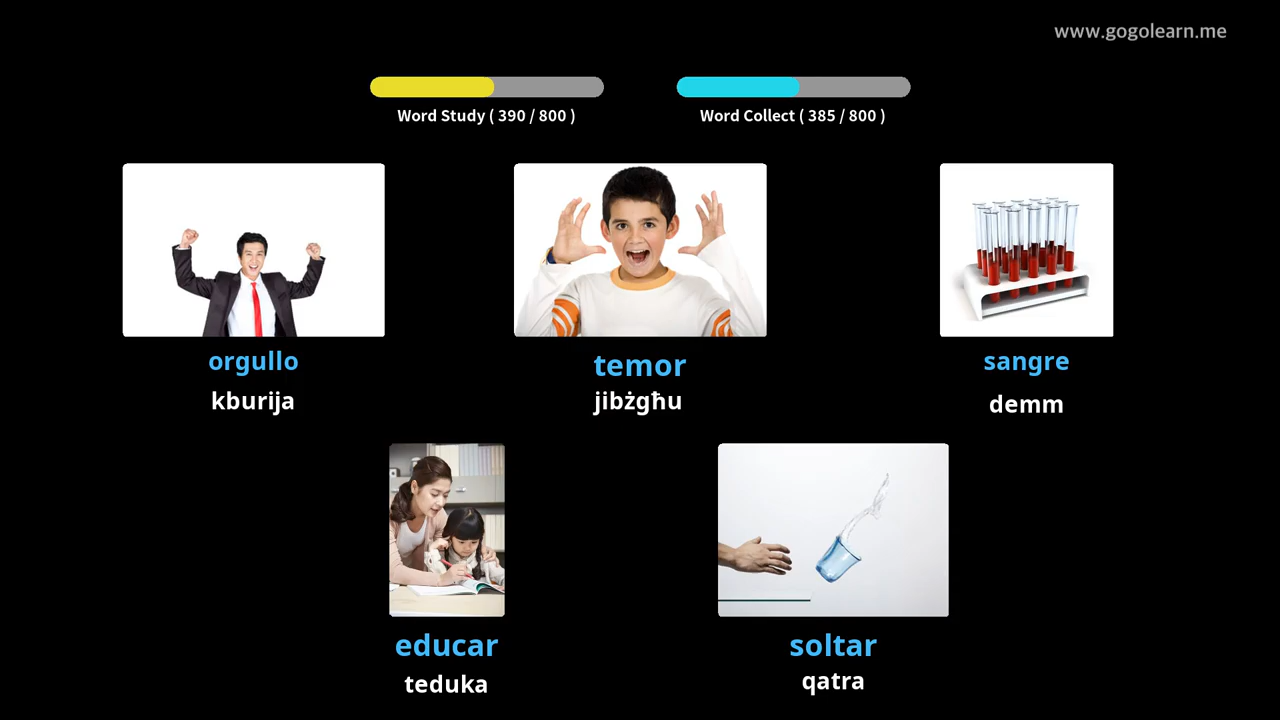 www.gogolearn.me
Word Study ( 390 / 800 )
Word Collect ( 385 / 800 )
orgullo
kburija
temor
jibżgħu
sangre
demm
educar
teduka
soltar
qatra